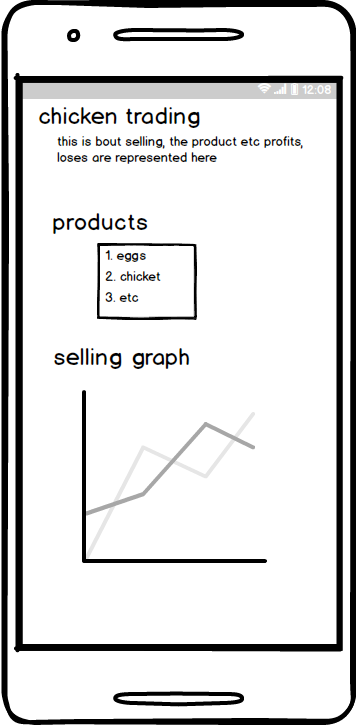 12:08
chicken trading
this is bout selling, the product etc profits,
loses are represented here
products
1. eggs
2. chicket
3. etc
selling graph